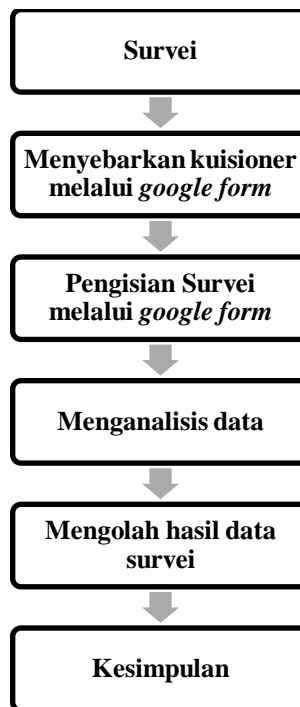 Survei
Menyebarkan kuisioner
melalui google form
Pengisian Survei
melalui google form
Menganalisis data
Mengolah hasil data
survei
Kesimpulan